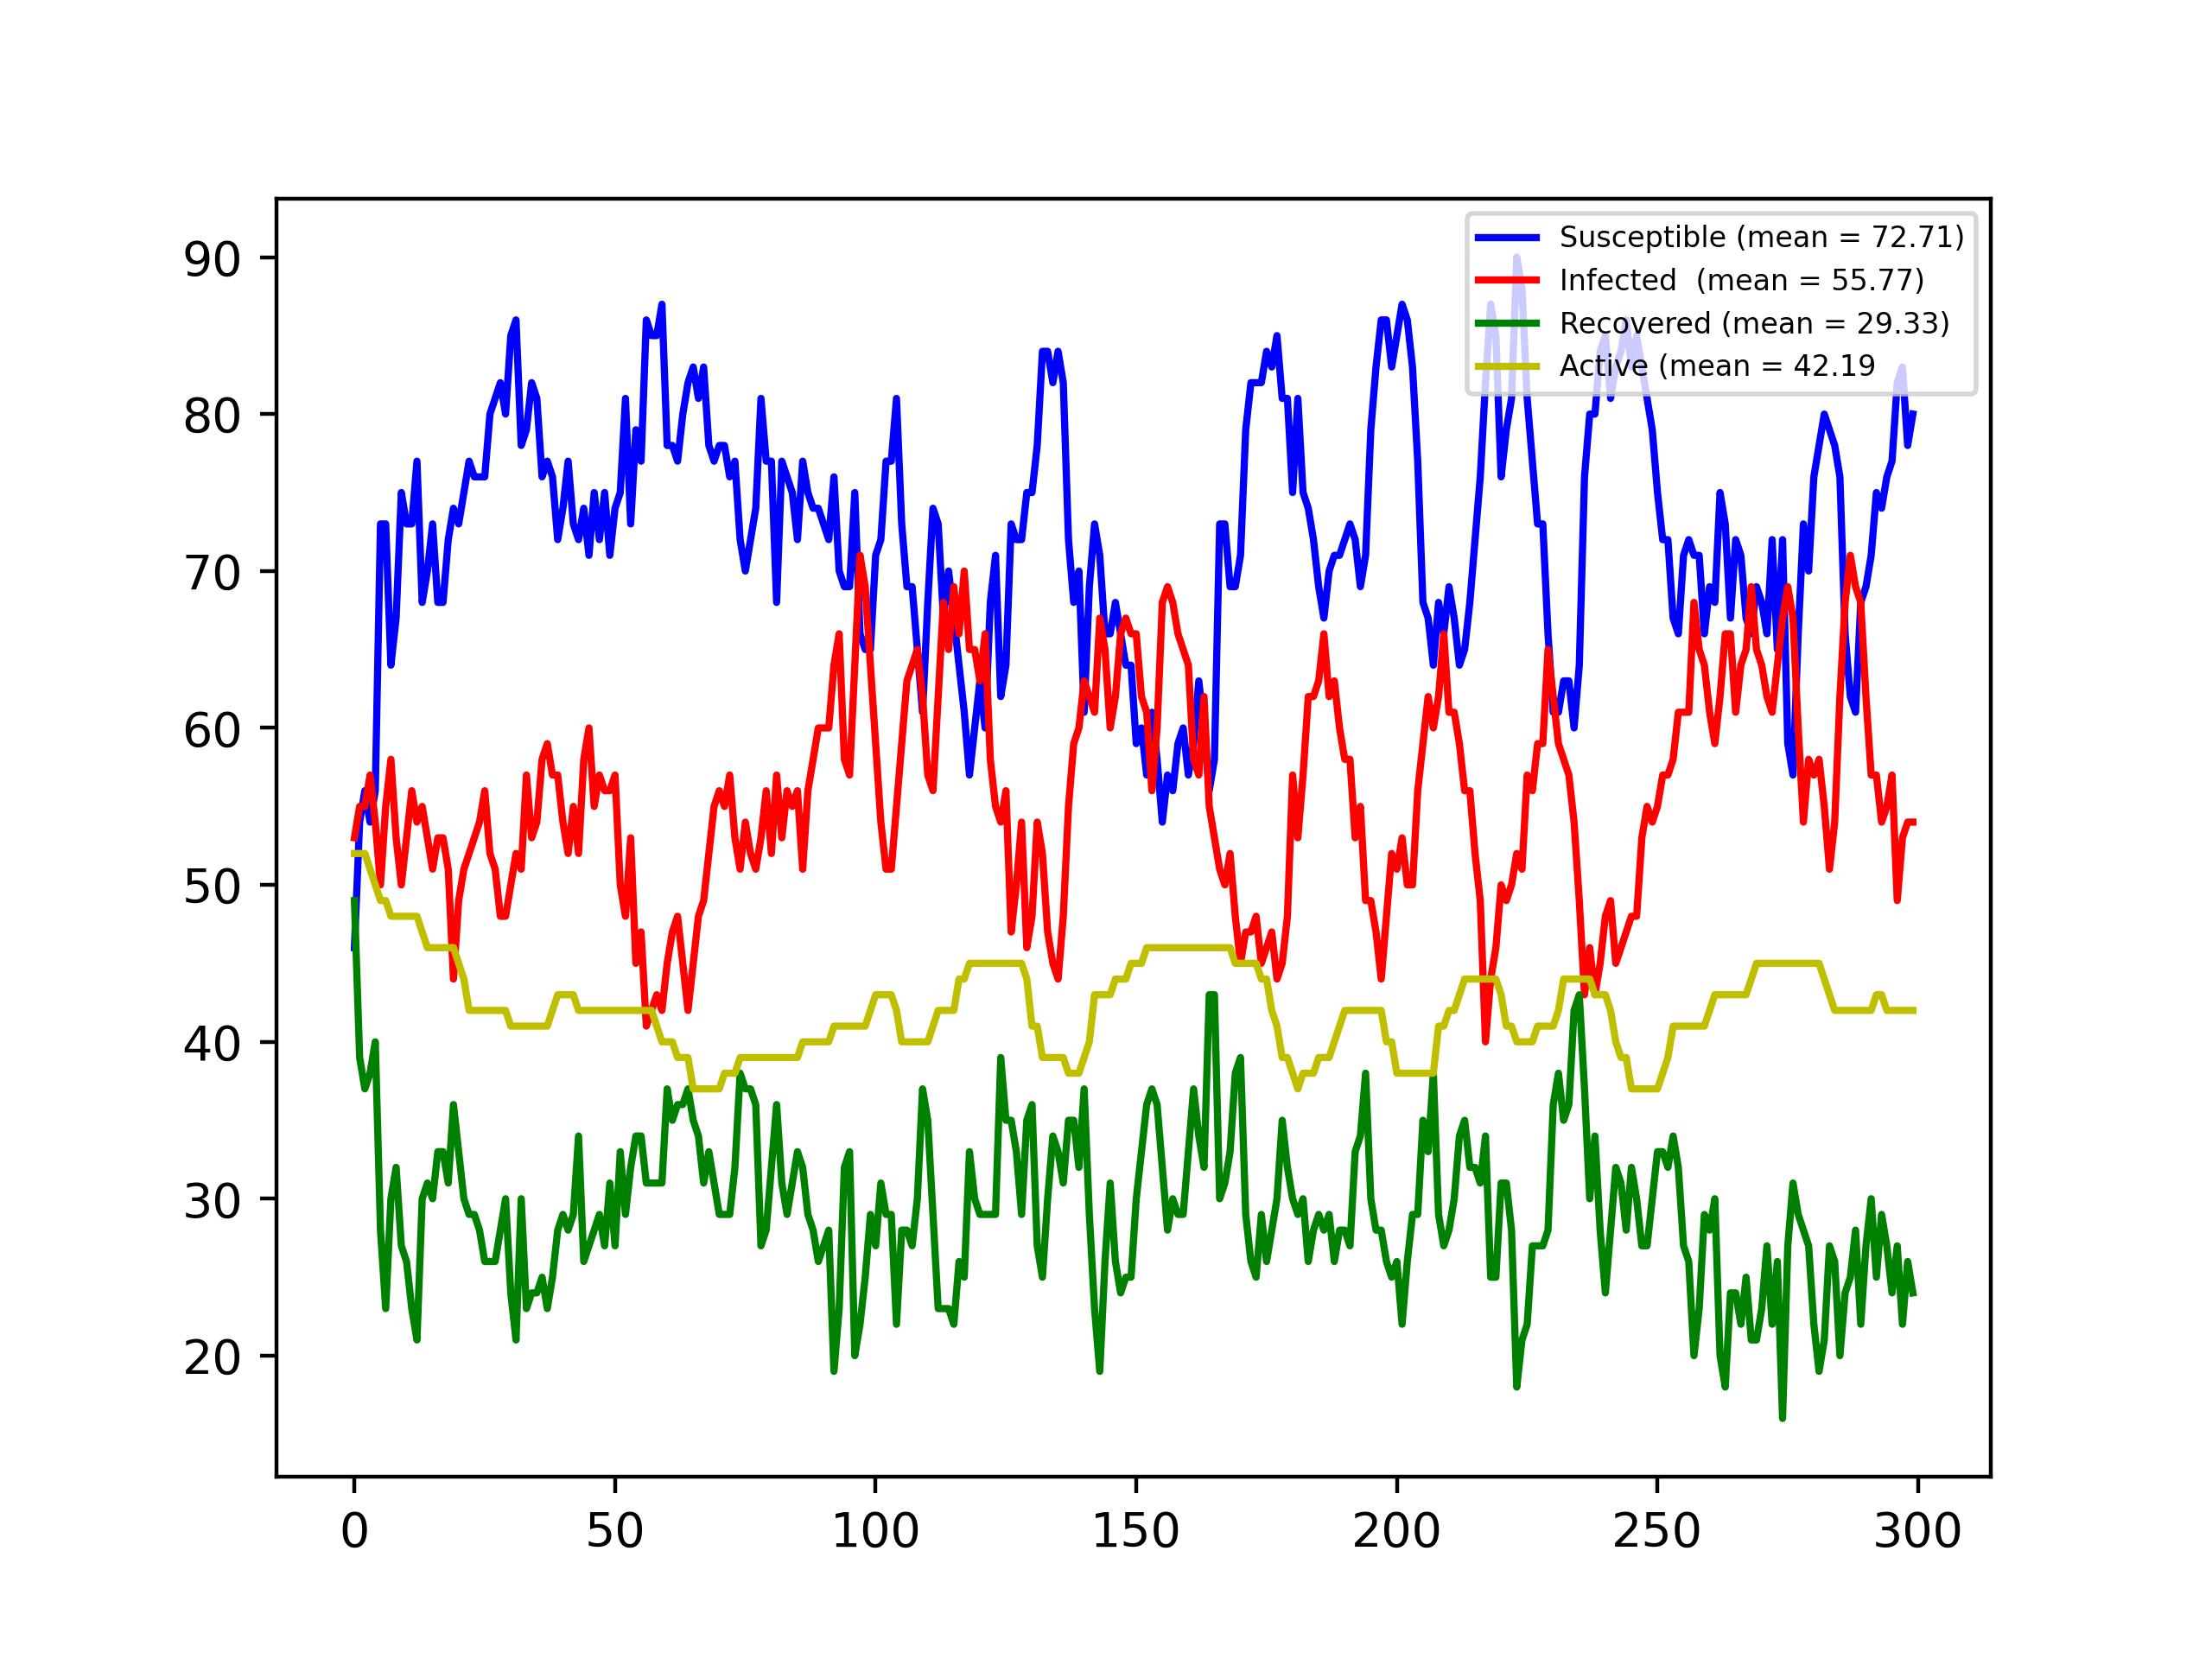 90
80
70
60
50
40
30
20
0 50 100 150 200 250 300
Susceptible (mean = 72.71)
Infected  (mean = 55.77)
Recovered (mean = 29.33)
Active (mean = 42.19